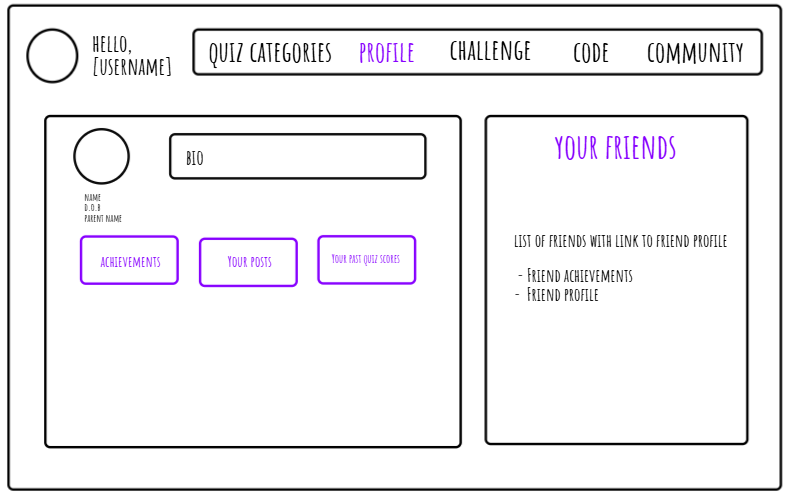 HELLO,
[USERNAME]
QUIZ CATEGORIES PROFILE CHALLENGE CODE COMMUNITY
BIO
NAME
D.O.B
PARENT NAME
ACHIEVEMENTS
YOUR POSTS
YOUR PAST QUIZ SCORES
YOUR FRIENDS
LIST OF FRIENDS WITH LINK TO FRIEND PROFILE
- FRIEND ACHIEVEMENTS
- FRIEND PROFILE